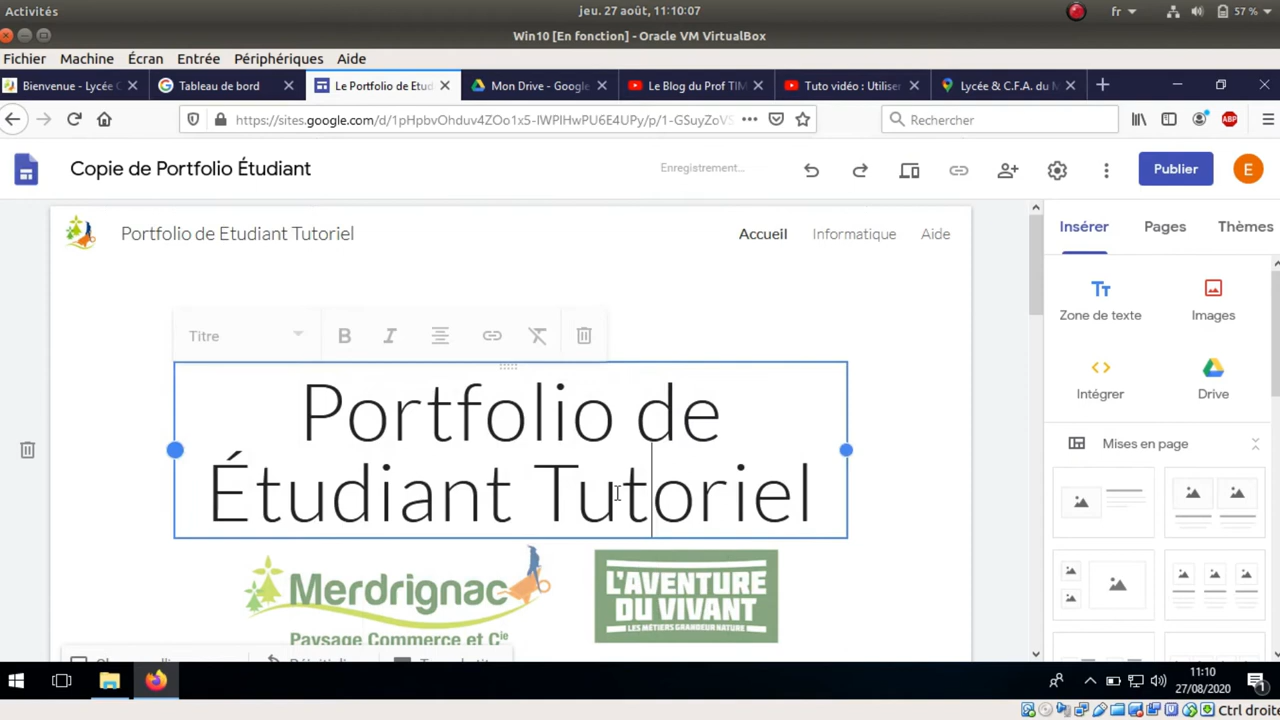 Activités
jeu. 27 août, 11:10:07
fr
57 %
Win10 [En fonction] - Oracle VM VirtualBox
Fichier Machine Écran Entrée Périphériques Aide
Bienvenue - Lycée C
Tableau de bord
Le Portfolio de Etud
Mon Drive - Google
Le Blog du Prof TIM
Tuto vidéo : Utiliser
Lycée & C.F.A. du M
https://sites.google.com/d/1pHpbvOhduv4ZOo1x5-IWPIHwPU6E4UPy/p/1-GSuyZoVS
Rechercher
ABP
Copie de Portfolio Étudiant
Enregistrement...
Publier
E
Portfolio de Etudiant Tutoriel
Accueil Informatique Aide
Insérer Pages Thèmes
Titre
B I
Tт
Zone de texte
Images
Intégrer
Drive
Mises en page
Portfolio de
Étudiant Tutoriel
Merdrignac
Paysage Commerce et Cie
L'AVENTURE
DU VIVANT
LES MÉTIERS GRANDEUR NATURE
11:10
27/08/2020
1
Ctrl droite